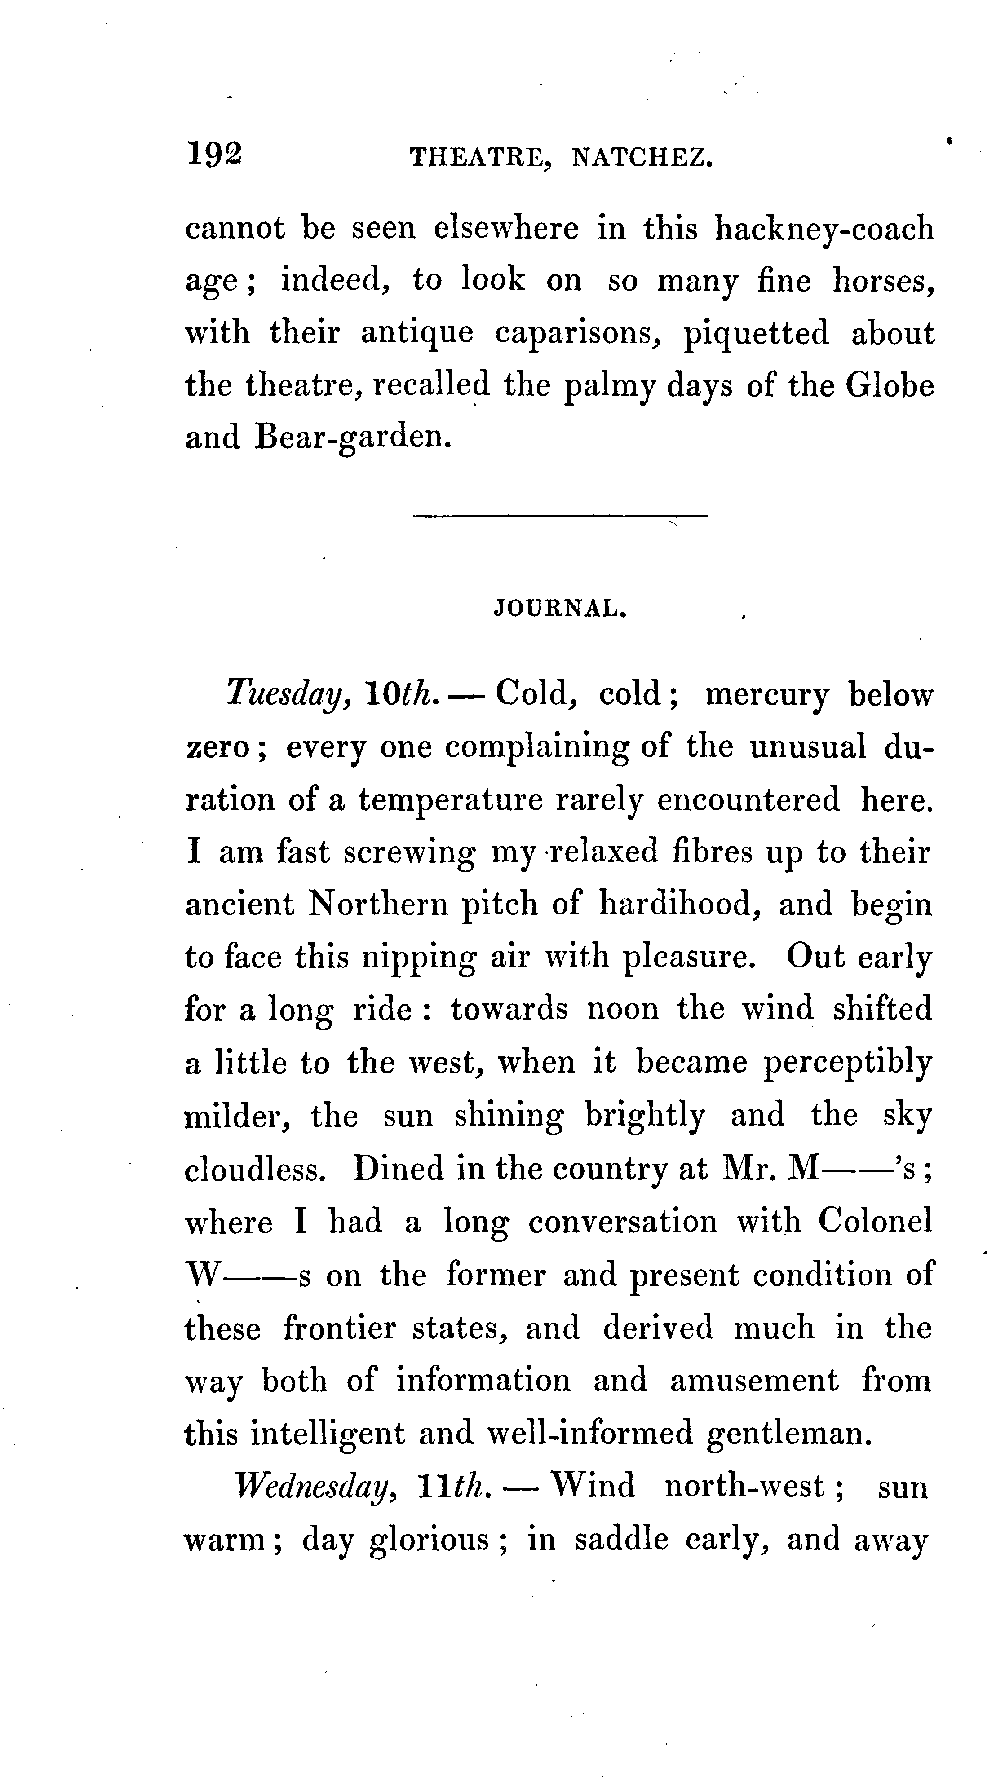 192 THEATRE, NATCHEZ.
cannot be seen elsewhere in this hackney-coach
age; indeed, to look on so many fine horses,
with their antique caparisons, piquetted about
the theatre, recalled the palmy days of the Globe
and Bear-garden.
JOURNAL.
Tuesday, 10th.— Cold, cold; mercury below
zero; every one complaining of the unusual du-
ration of a temperature rarely encountered here.
I am fast screwing my relaxed fibres up to their
ancient Northern pitch of hardihood, and begin
to face this nipping air with pleasure. Out early
for a long ride: towards noon the wind shifted
a little to the west, when it became perceptibly
milder, the sun shining brightly and the sky
cloudless. Dined in the country at Mr. M——'s;
where I had a long conversation with Colonel
W——s on the former and present condition of
these frontier states, and derived much in the
way both of information and amusement from
this intelligent and well-informed gentleman.
Wednesday, 11th. — Wind north-west; sun
warm; day glorious; in saddle early, and away